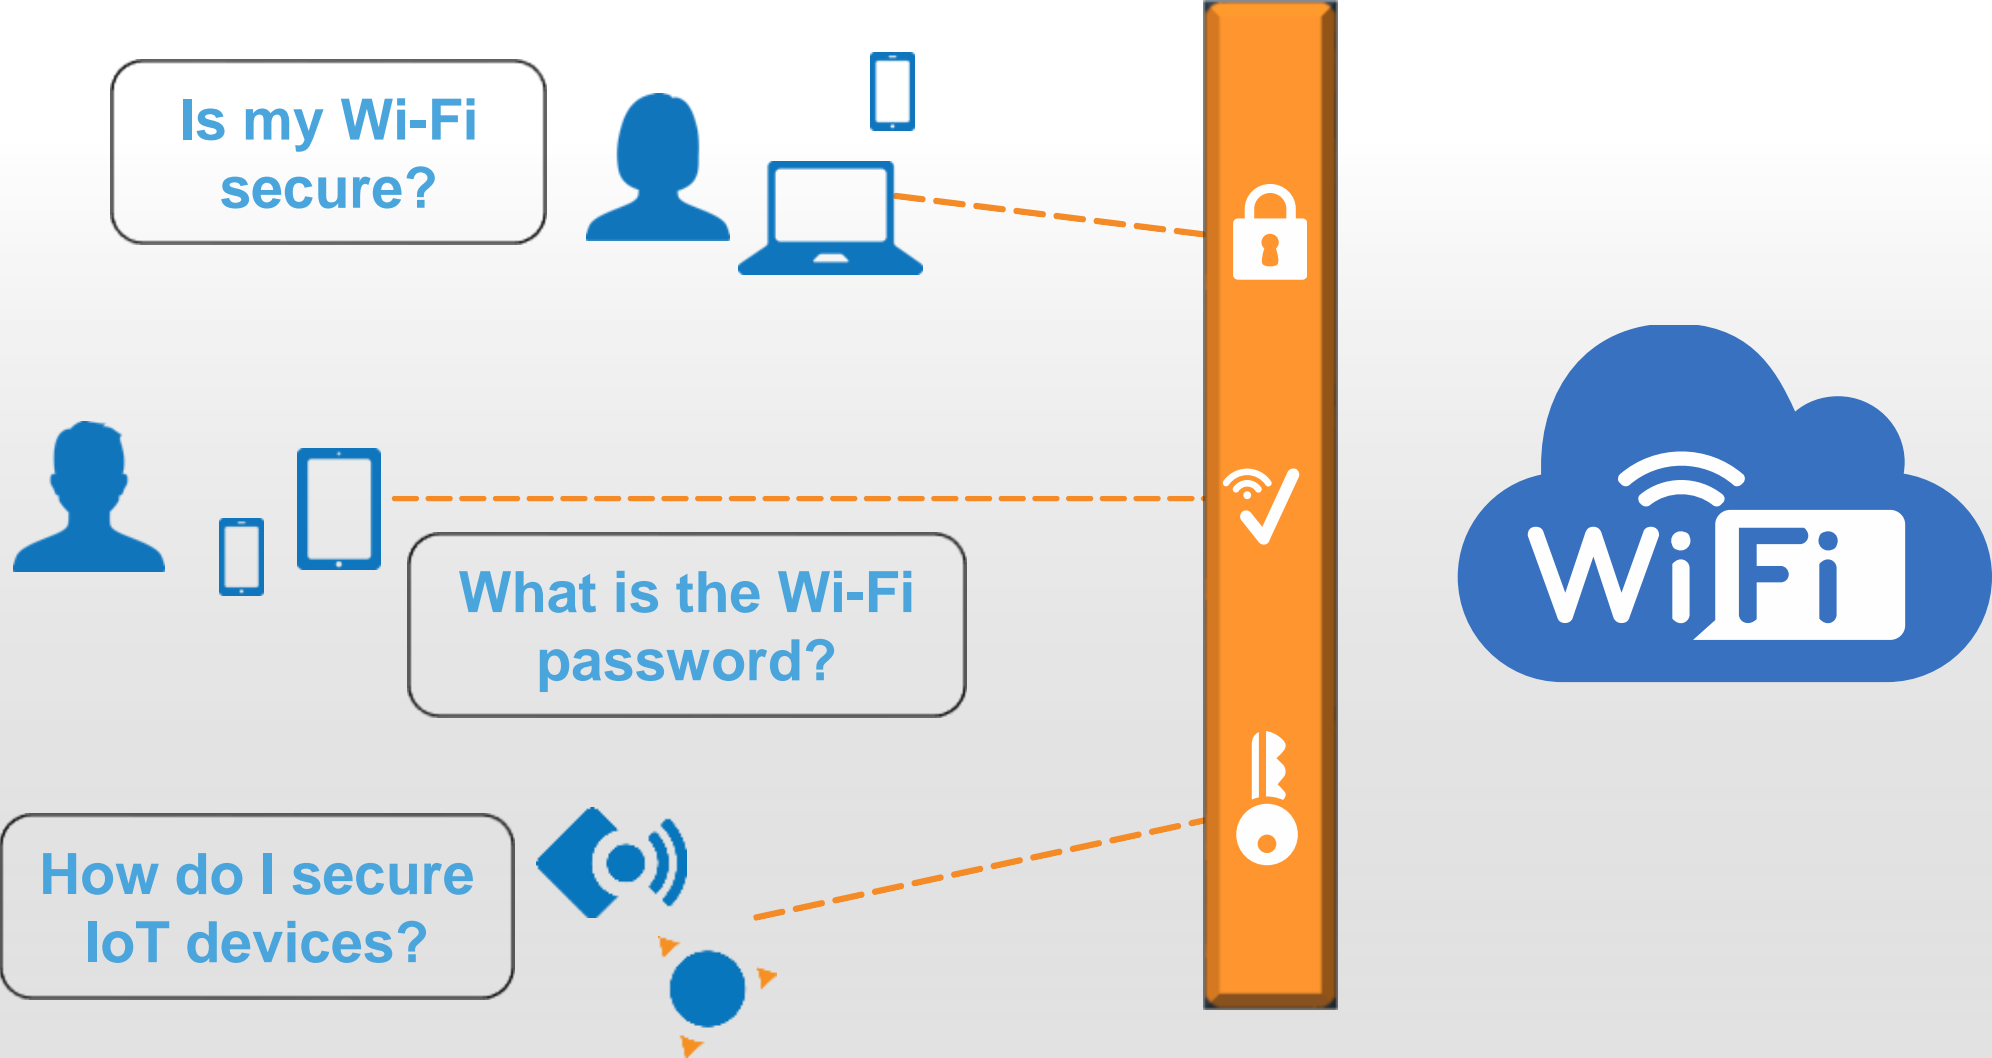 Is my Wi-Fi
secure?
What is the Wi-Fi
password?
WiFi
How do I secure
IoT devices?